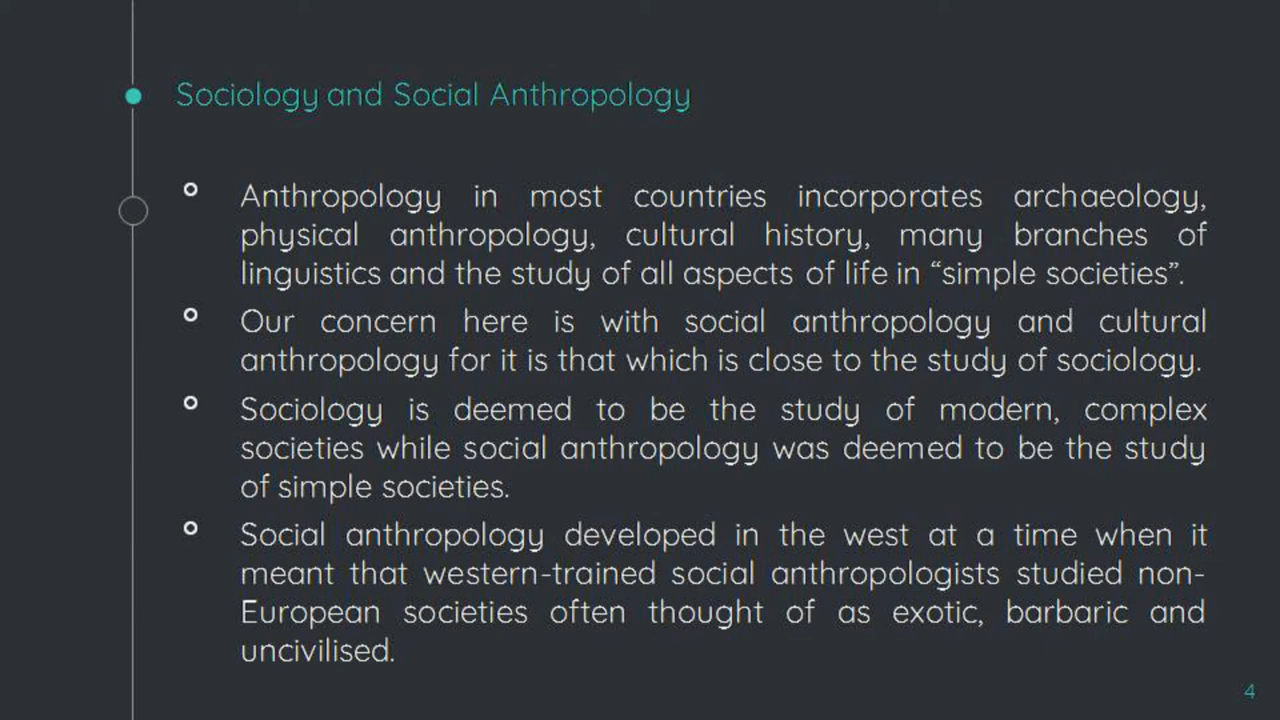 Sociology and Social Anthropology
Anthropology in most countries incorporates archaeology,
physical anthropology, cultural history, many branches of
linguistics and the study of all aspects of life in “simple societies”.
Our concern here is with social anthropology and cultural
anthropology for it is that which is close to the study of sociology.
Sociology is deemed to be the study of modern, complex
societies while social anthropology was deemed to be the study
of simple societies.
Social anthropology developed in the west at a time when it
meant that western-trained social anthropologists studied non-
European societies often thought of as exotic, barbaric and
uncivilised.
4